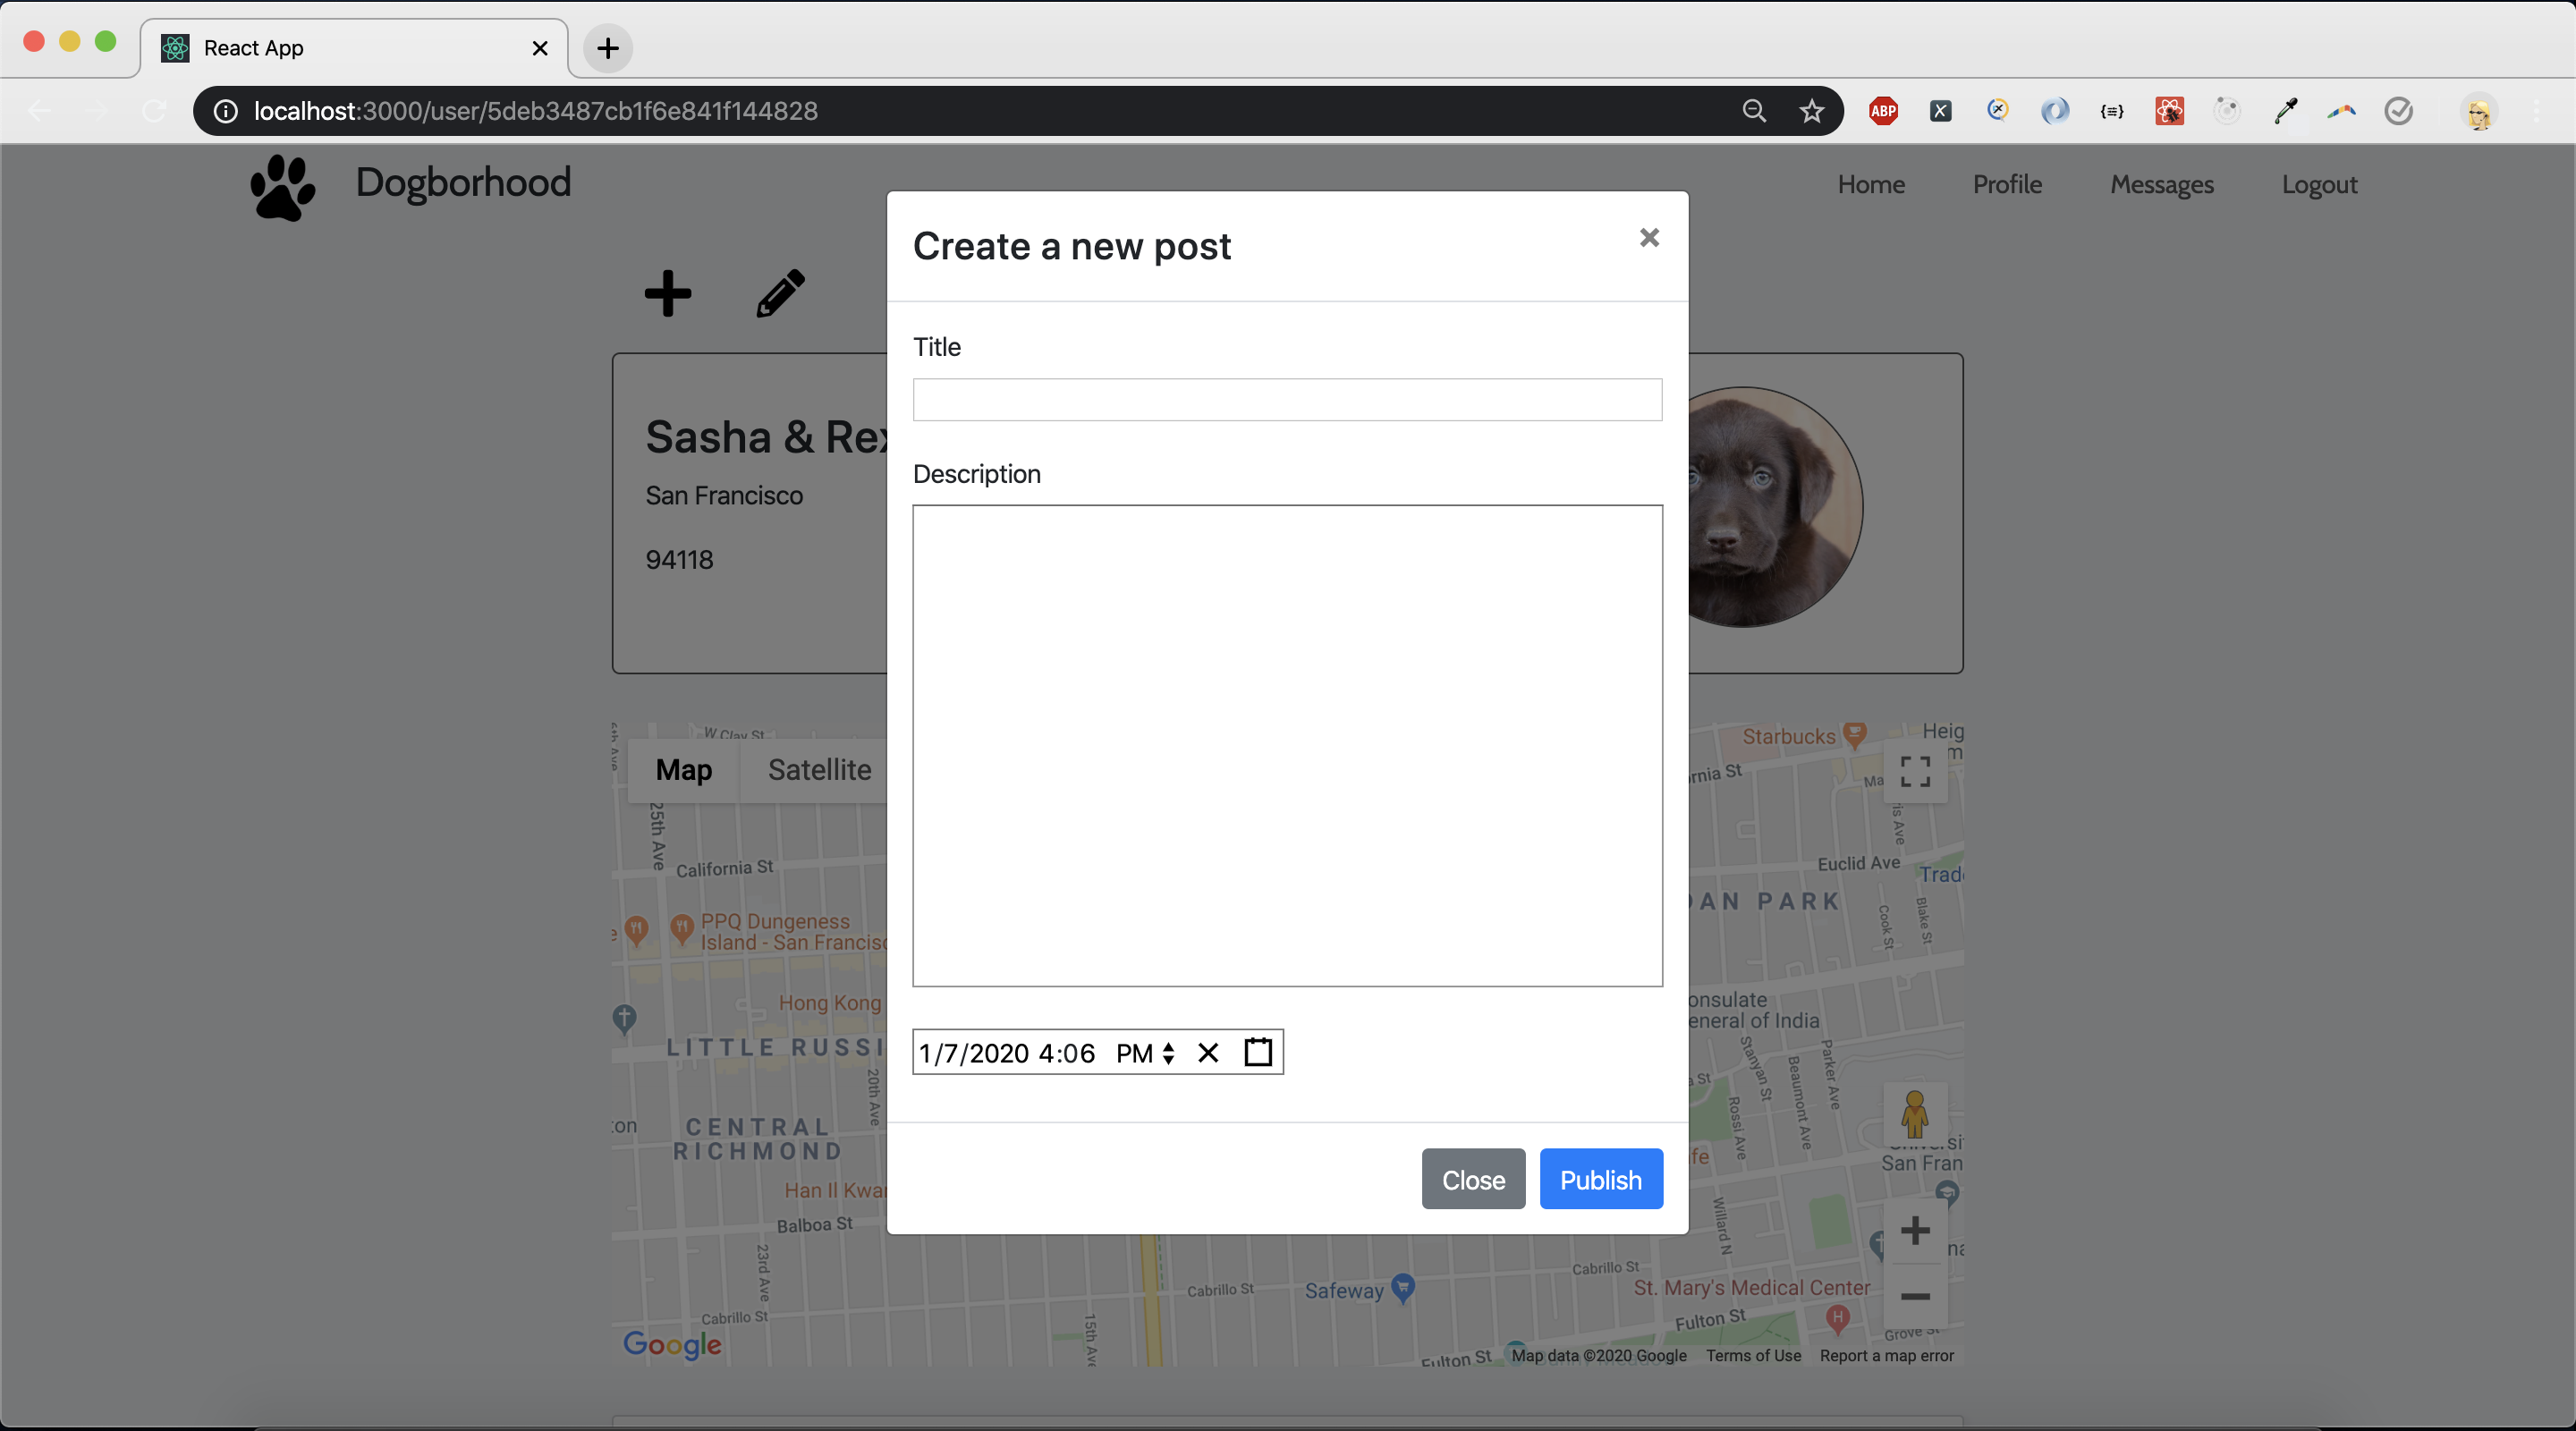 React App
localhost:3000/user/5deb3487cb1f6e841f144828
ABP
Dogborhood
Home
Profile
Messages
Logout
Create a new post
×
Title
Sasha & Rex
San Francisco
94118
Description
Map
Satellite
W Clay St
25th Ave
California St
PPQ Dungeness
Island - San Francisc
Hong Kong
LITTLE RUSSI
20th Ave
CENTRAL
RICHMOND
Han Il Kwa
Balboa St
23rd Ave
Cabrillo St
Google
15th Av
Starbucks
Heig
rnia St
Ma
ris Ave
Euclid Ave
Trad
AN PARK
Cook St
Blake St
onsulate
eneral of India
Stanyan St
Parker Ave
Beaumont Ave
a St
Rossi Ave
San Fran
Willard N
1/7/2020 4:06 PM
Close
Publish
Cabrillo St
Safeway
Cabrillo St
St. Mary's Medical Center
H
Fulton St
Grove St
Fulton St
Map data ©2020 Google
Terms of Use
Report a map error